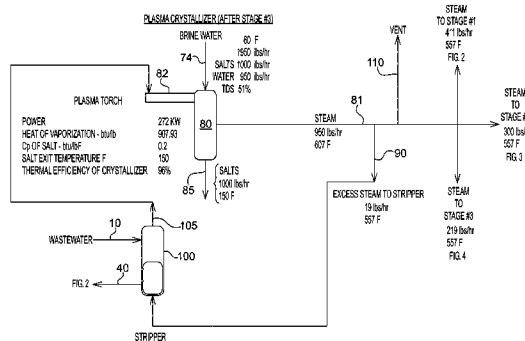 PLASMA CRYSTALLIZER (AFTER STAGE #3)
BRINE WATER
60 F
1950 lbs/hr
SALTS 1000 lbs/hr
WATER 950 lbs/hr
TDS 51%
74
82
PLASMA TORCH
80
POWER 272 KW
HEAT OF VAPORIZATION - btu/lb 907.93
Cp OF SALT - btu/lbF 0.2
SALT EXIT TEMPERATURE F 150
THERMAL EFFICIENCY OF CRYSTALLIZER 96%
85
SALTS
1000 lbs/hr
150 F
VENT
110
STEAM
TO STAGE #1
411 lbs/hr
557 F
FIG. 2
81
STEAM
950 lbs/hr
607 F
STEAM
TO
STAGE #
300 lbs/
557 F
FIG. 3
90
EXCESS STEAM TO STRIPPER
19 lbs/hr
557 F
STEAM
TO
STAGE #3
219 lbs/hr
557 F
FIG. 4
105
10
WASTEWATER
100
40
FIG. 2
STRIPPER